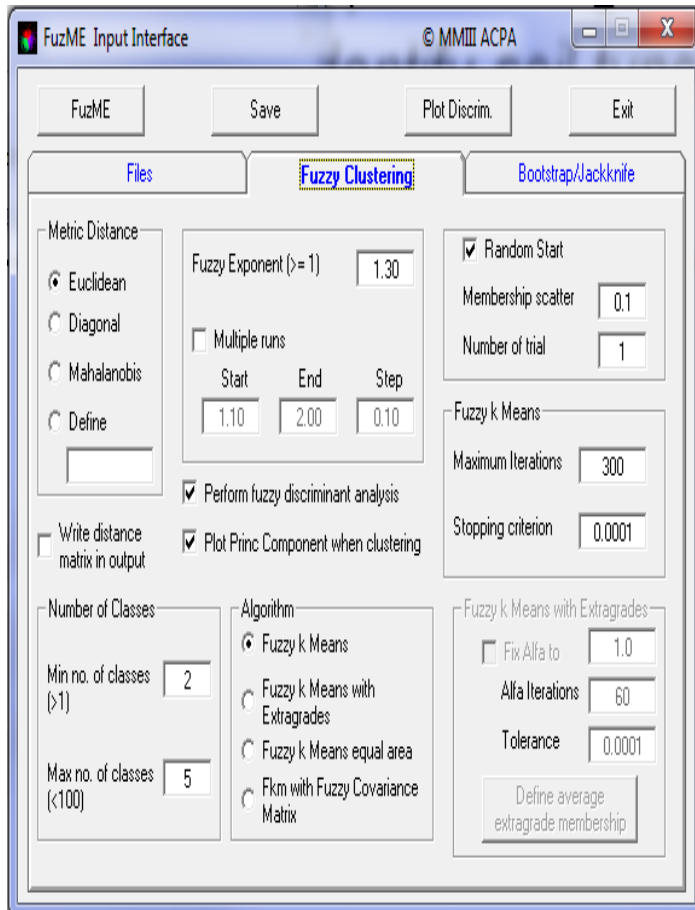 FuzME Input Interface © MMIII ACPA
FuzME Save Plot Discrim. Exit
Files Fuzzy Clustering Bootstrap/Jackknife
Metric Distance
Euclidean
Diagonal
Mahalanobis
Define
Write distance
matrix in output
Fuzzy Exponent (>= 1) 1.30
Multiple runs
Start End Step
1.10 2.00 0.10
Perform fuzzy discriminant analysis
Plot Princ Component when clustering
Random Start
Membership scatter 0.1
Number of trial 1
Fuzzy k Means
Maximum Iterations 300
Stopping criterion 0.0001
Number of Classes
Min no. of classes 2
(>1)
Max no. of classes 5
(<100)
Algorithm
Fuzzy k Means
Fuzzy k Means with
Extragrades
Fuzzy k Means equal area
Fkm with Fuzzy Covariance
Matrix
Fuzzy k Means with Extragrades
Fix Alfa to 1.0
Alfa Iterations 60
Tolerance 0.0001
Define average
extragrade membership